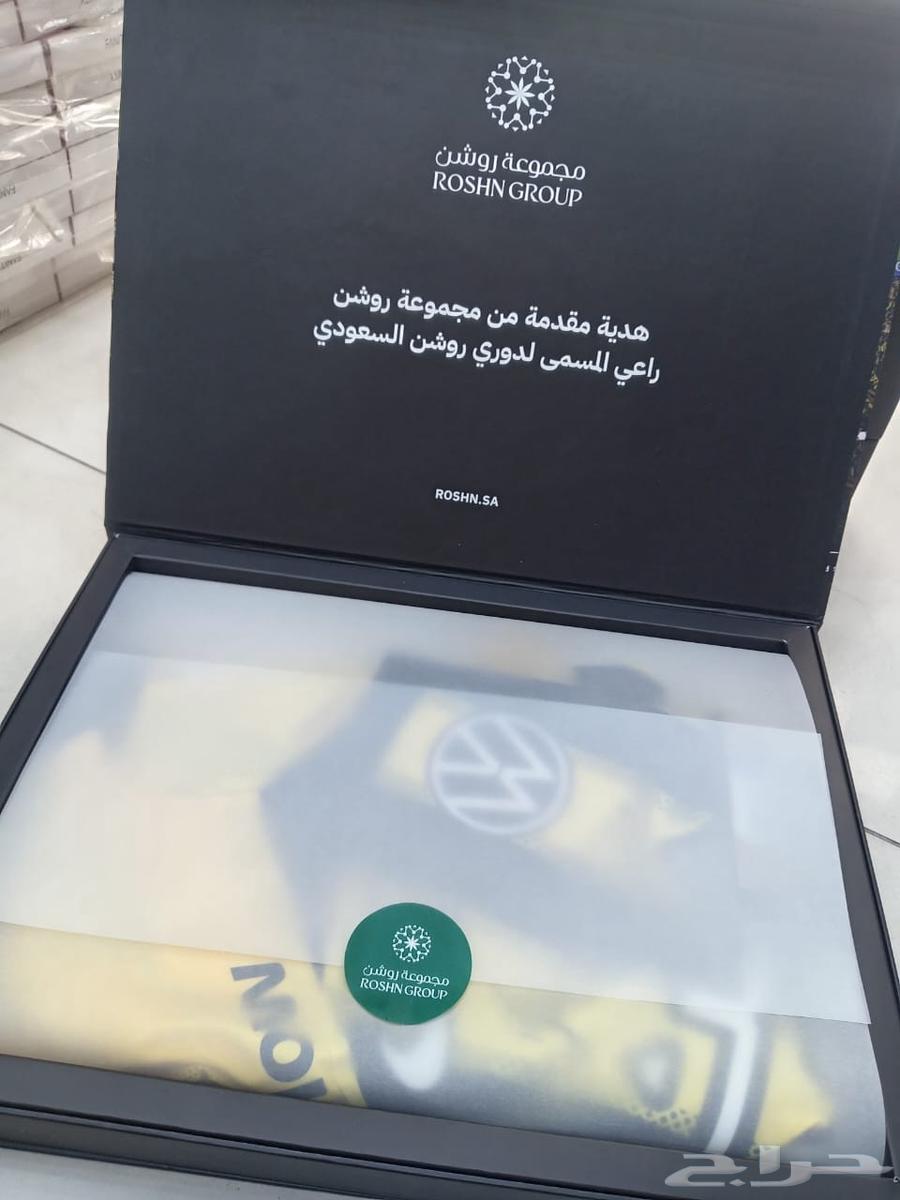 مجموعة روشن
ROSHN GROUP
هدية مقدمة من مجموعة روشن
راعي المسمى لدوري روشن السعودي
ROSHN.SA
مجموعة روشن
ROSHN GROUP
حراج